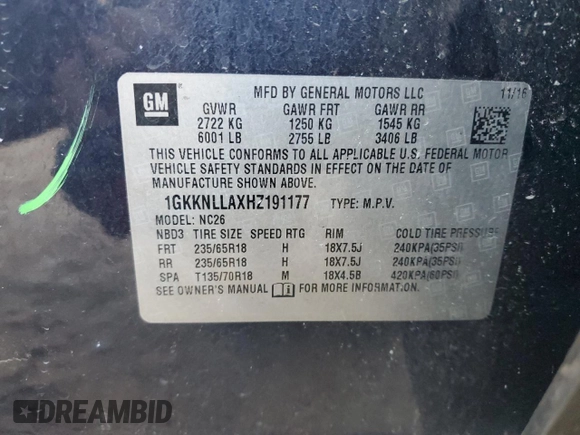 GM
MFD BY GENERAL MOTORS LLC 11/16
GVWR GAWR FRT GAWR RR
2722 KG 1250 KG 1545 KG
6001 LB 2755 LB 3406 LB
THIS VEHICLE CONFORMS TO ALL APPLICABLE U.S. FEDERAL MOTOR
VEHICLE SAFETY STANDARDS IN EFFECT ON THE DATE OF
MANUFACTURE SHOWN ABOVE.
1GKKNLLAXHZ191177 TYPE: M.P.V.
MODEL: NC26
NBD3 TIRE SIZE SPEED RTG RIM COLD TIRE PRESSURE
FRT 235/65R18 H 18X7.5J 240KPA(35PSI)
RR 235/65R18 H 18X7.5J 240KPA(35PSI)
SPA T135/70R18 M 18X4.5B 420KPA(60PSI)
SEE OWNER'S MANUAL i FOR MORE INFORMATION.
DREAMBID